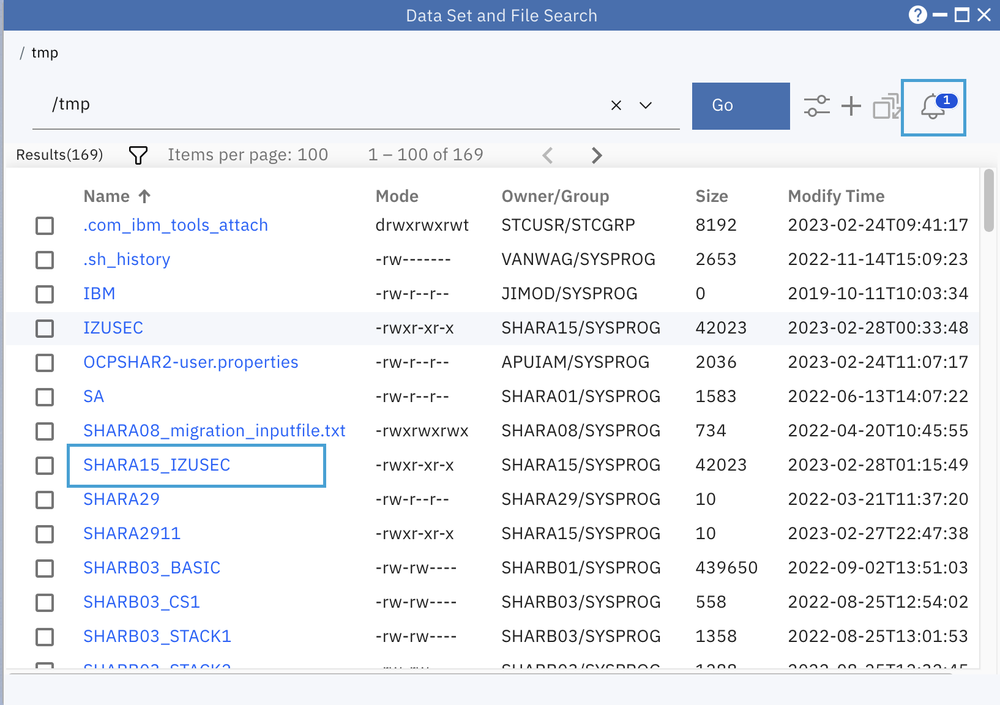 Data Set and File Search
/ tmp
/tmp Go 1
Results(169) Items per page: 100 1 – 100 of 169
Name Mode Owner/Group Size Modify Time
.com_ibm_tools_attach drwxrwxrwt STCUSR/STCGRP 8192 2023-02-24T09:41:17
.sh_history -rw------- VANWAG/SYSPROG 2653 2022-11-14T15:09:23
IBM -rw-r--r-- JIMOD/SYSPROG 0 2019-10-11T10:03:34
IZUSEC -rwxr-xr-x SHARA15/SYSPROG 42023 2023-02-28T00:33:48
OCPSHAR2-user.properties -rw-r--r-- APUIAM/SYSPROG 2036 2023-02-24T11:07:17
SA -rw-r--r-- SHARA01/SYSPROG 1583 2022-06-13T14:07:22
SHARA08_migration_inputfile.txt -rwxrwxrwx SHARA08/SYSPROG 734 2022-04-20T10:45:55
SHARA15_IZUSEC -rwxr-xr-x SHARA15/SYSPROG 42023 2023-02-28T01:15:49
SHARA29 -rw-r--r-- SHARA29/SYSPROG 10 2022-03-21T11:37:20
SHARA2911 -rwxr-xr-x SHARA15/SYSPROG 10 2023-02-27T22:47:38
SHARB03_BASIC -rw-rw---- SHARB01/SYSPROG 439650 2022-09-02T13:51:03
SHARB03_CS1 -rw-rw---- SHARB03/SYSPROG 558 2022-08-25T12:54:02
SHARB03_STACK1 -rw-rw---- SHARB03/SYSPROG 1358 2022-08-25T13:01:53